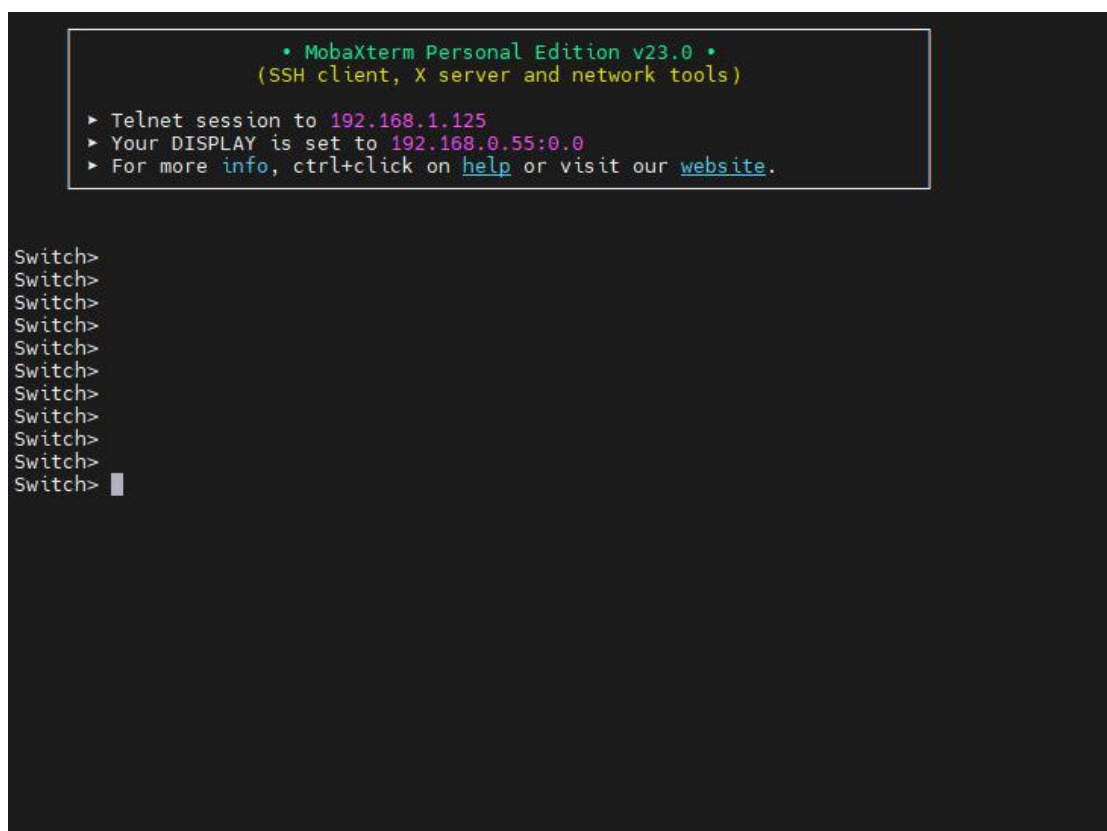 • MobaXterm Personal Edition v23.0 •
(SSH client, X server and network tools)
► Telnet session to 192.168.1.125
► Your DISPLAY is set to 192.168.0.55:0.0
► For more info, ctrl+click on help or visit our website.
Switch>
Switch>
Switch>
Switch>
Switch>
Switch>
Switch>
Switch>
Switch>
Switch>
Switch>